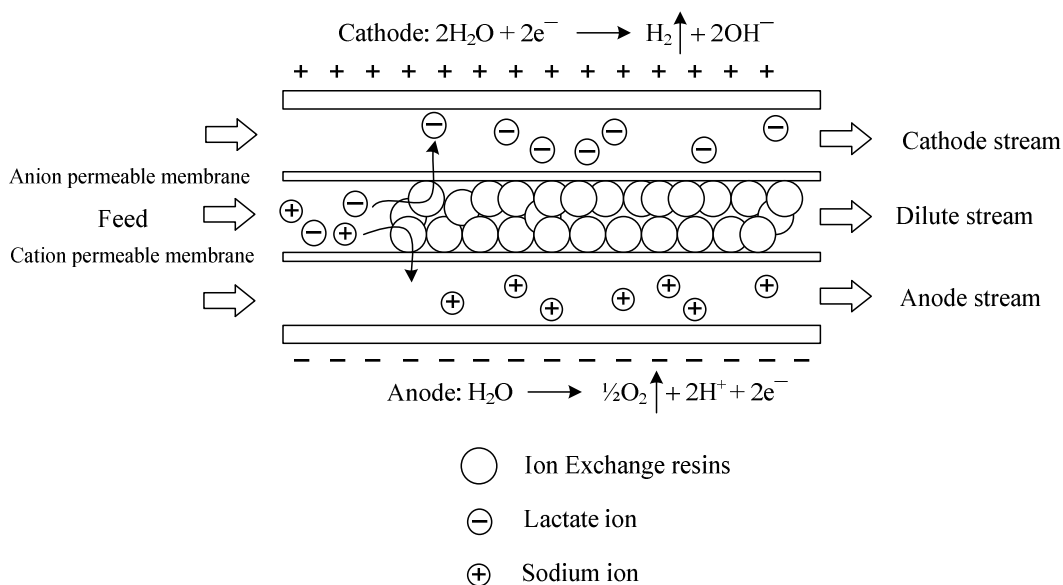 Cathode: 2H₂O + 2e⁻ ⟶ H₂↑ + 2OH⁻
+ + + + + + + + + + + + + +
Cathode stream
Anion permeable membrane
Feed
Dilute stream
Cation permeable membrane
Anode stream
− − − − − − − − − − − − − − −
Anode: H₂O ⟶ ½O₂↑ + 2H⁺ + 2e⁻
Ion Exchange resins
Lactate ion
Sodium ion